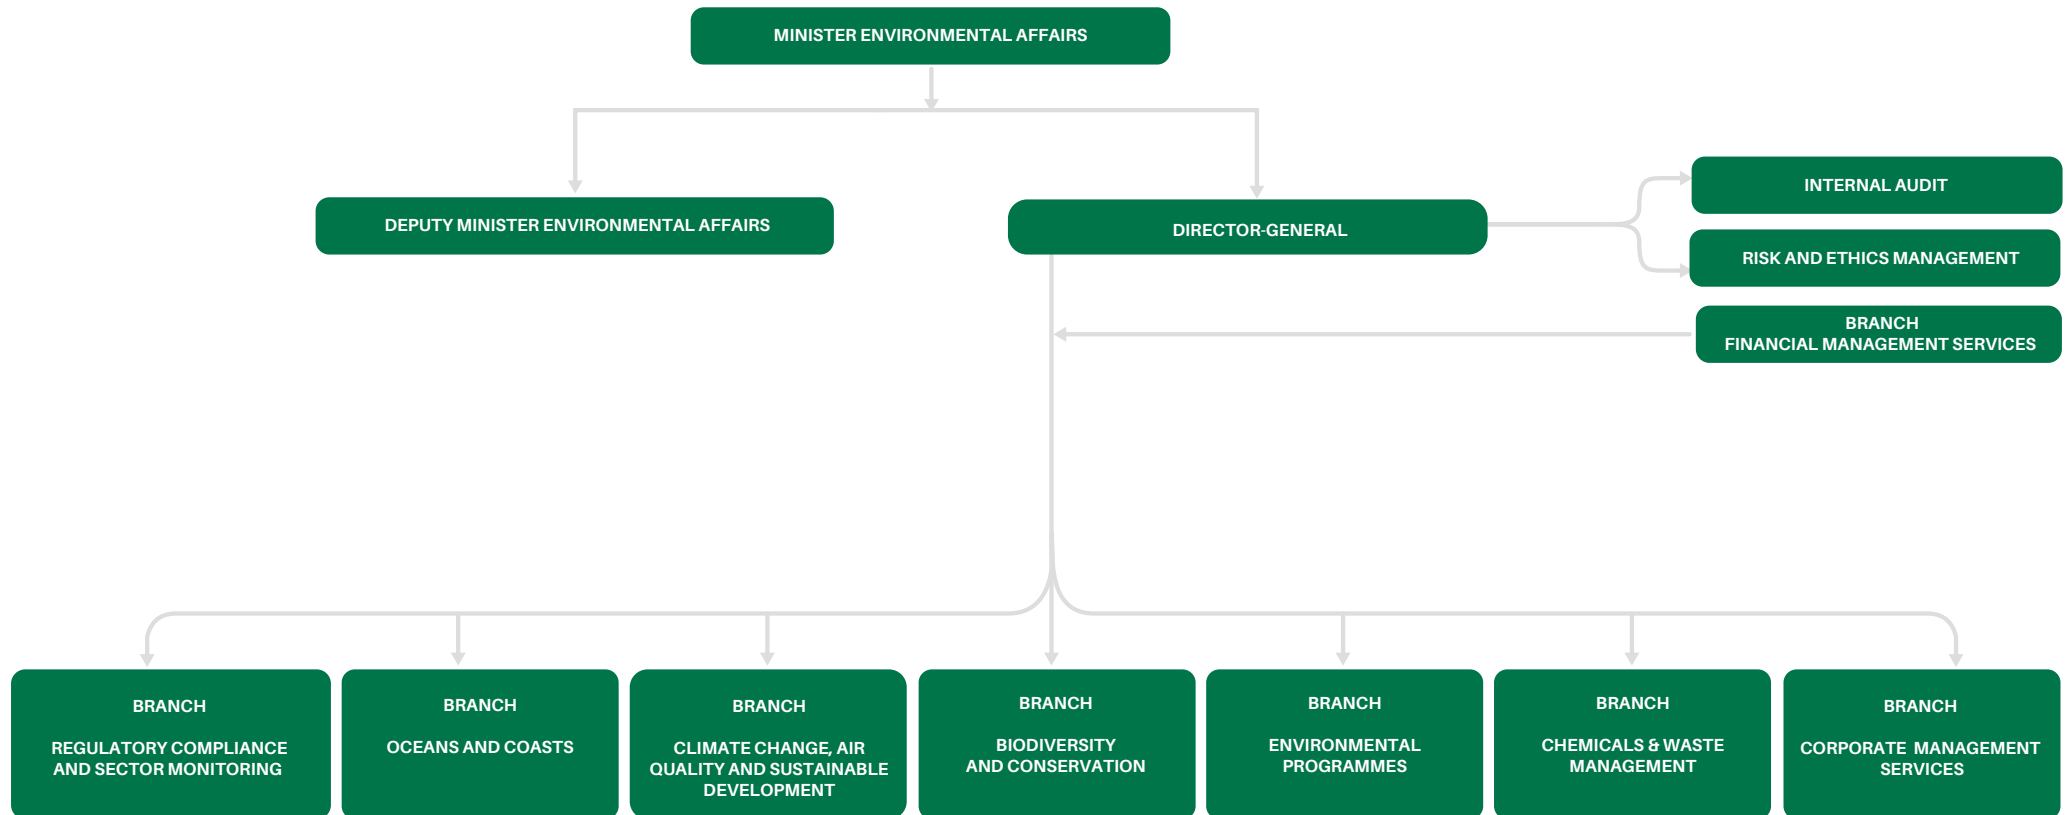 MINISTER ENVIRONMENTAL AFFAIRS
DEPUTY MINISTER ENVIRONMENTAL AFFAIRS
DIRECTOR-GENERAL
INTERNAL AUDIT
RISK AND ETHICS MANAGEMENT
BRANCH
FINANCIAL MANAGEMENT SERVICES
BRANCH
REGULATORY COMPLIANCE
AND SECTOR MONITORING
BRANCH
OCEANS AND COASTS
BRANCH
CLIMATE CHANGE, AIR
QUALITY AND SUSTAINABLE
DEVELOPMENT
BRANCH
BIODIVERSITY
AND CONSERVATION
BRANCH
ENVIRONMENTAL
PROGRAMMES
BRANCH
CHEMICALS & WASTE
MANAGEMENT
BRANCH
CORPORATE MANAGEMENT
SERVICES